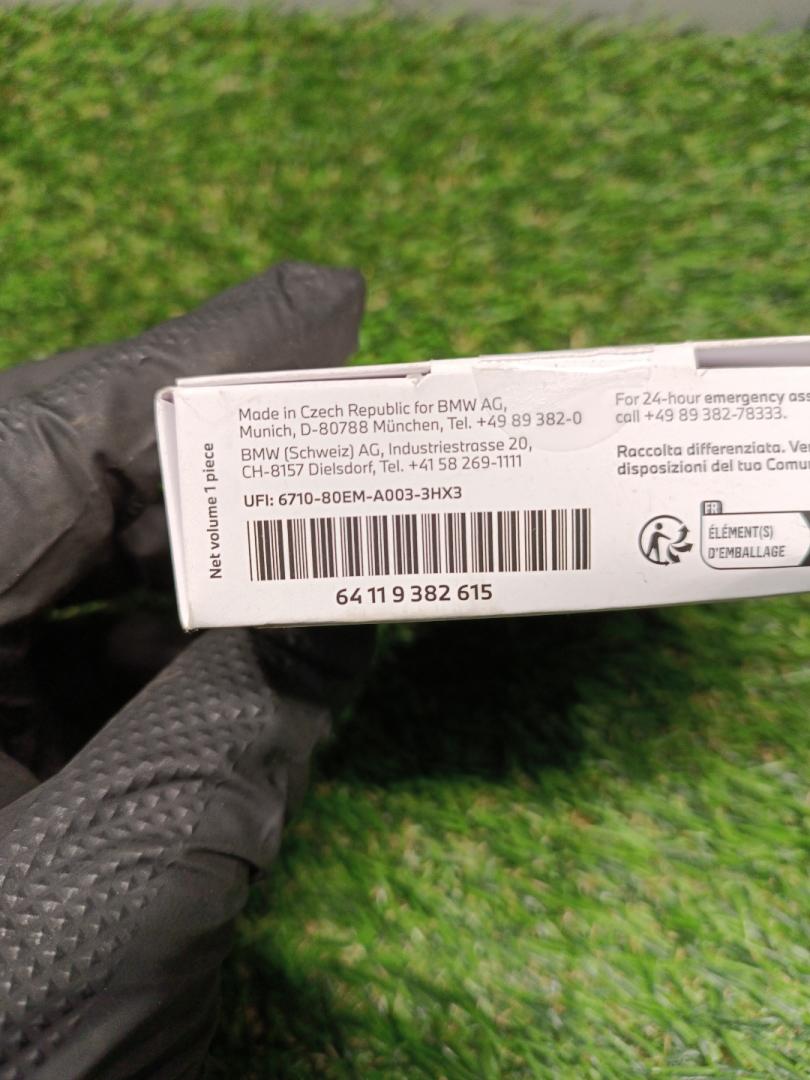 Net volume 1 piece
Made in Czech Republic for BMW AG,
Munich, D-80788 München, Tel. +49 89 382-0
BMW (Schweiz) AG, Industriestrasse 20,
CH-8157 Dielsdorf, Tel. +41 58 269-1111
UFI: 6710-80EM-A003-3HX3
64 11 9 382 615
For 24-hour emergency
call +49 89 382-78333.
Raccolta differenziata.
disposizioni del tuo
FR
ÉLÉMENT(S)
D'EMBALLAGE